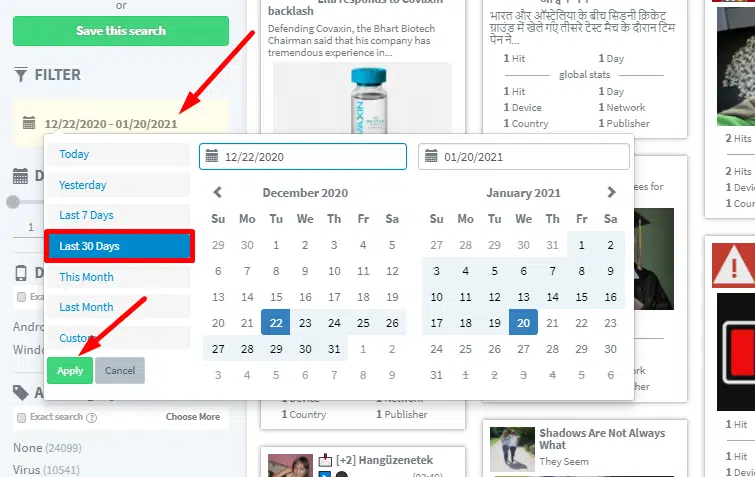 or
Save this search
FILTER
12/22/2020 - 01/20/2021
Today
Yesterday
Last 7 Days
Last 30 Days
This Month
Last Month
Apply
Cancel
12/22/2020
01/20/2021
December 2020
January 2021
Su Mo Tu We Th Fr Sa
29 30 1 2 3 4 5
6 7 8 9 10 11 12
13 14 15 16 17 18 19
20 21 22 23 24 25 26
27 28 29 30 31 1 2
3 4 5 6 7 8 9
Su Mo Tu We Th Fr Sa
27 28 29 30 31 1 2
3 4 5 6 7 8 9
10 11 12 13 14 15 16
17 18 19 20 21 22 23
24 25 26 27 28 29 30
31 1 2 3 4 5 6
1
Exact search
Choose More
None (24099)
Virus (10541)
responds to Covaxin
backlash
Defending Covaxin, the Bhart Biotech
Chairman said that his company has
tremendous experience in...
COVAXIN
भारत और ऑस्ट्रेलिया के बीच सिडनी क्रिकेट
ग्राउंड में खेले गए तीसरे टेस्ट मैच के दौरान टिम
पेन ने...
1 Hit
1 Day
global stats
1 Hit
1 Day
1 Device
1 Network
1 Country
1 Publisher
1 Country
1 Publisher
[+2] Hangüzenetek
Shadows Are Not Always
What
They Seem
2 Hits